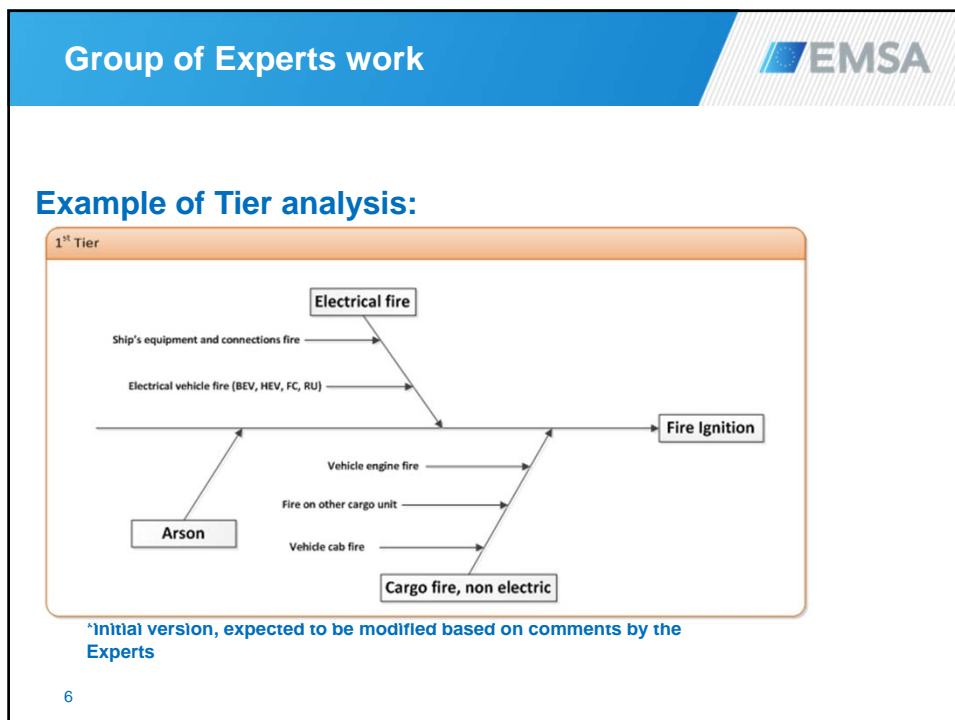 Group of Experts work
EMSA
Example of Tier analysis:
1st Tier
Electrical fire
Ship's equipment and connections fire
Electrical vehicle fire (BEV, HEV, FC, RU)
Fire Ignition
Vehicle engine fire
Fire on other cargo unit
Arson
Vehicle cab fire
Cargo fire, non electric
*Initial version, expected to be modified based on comments by the
Experts
6